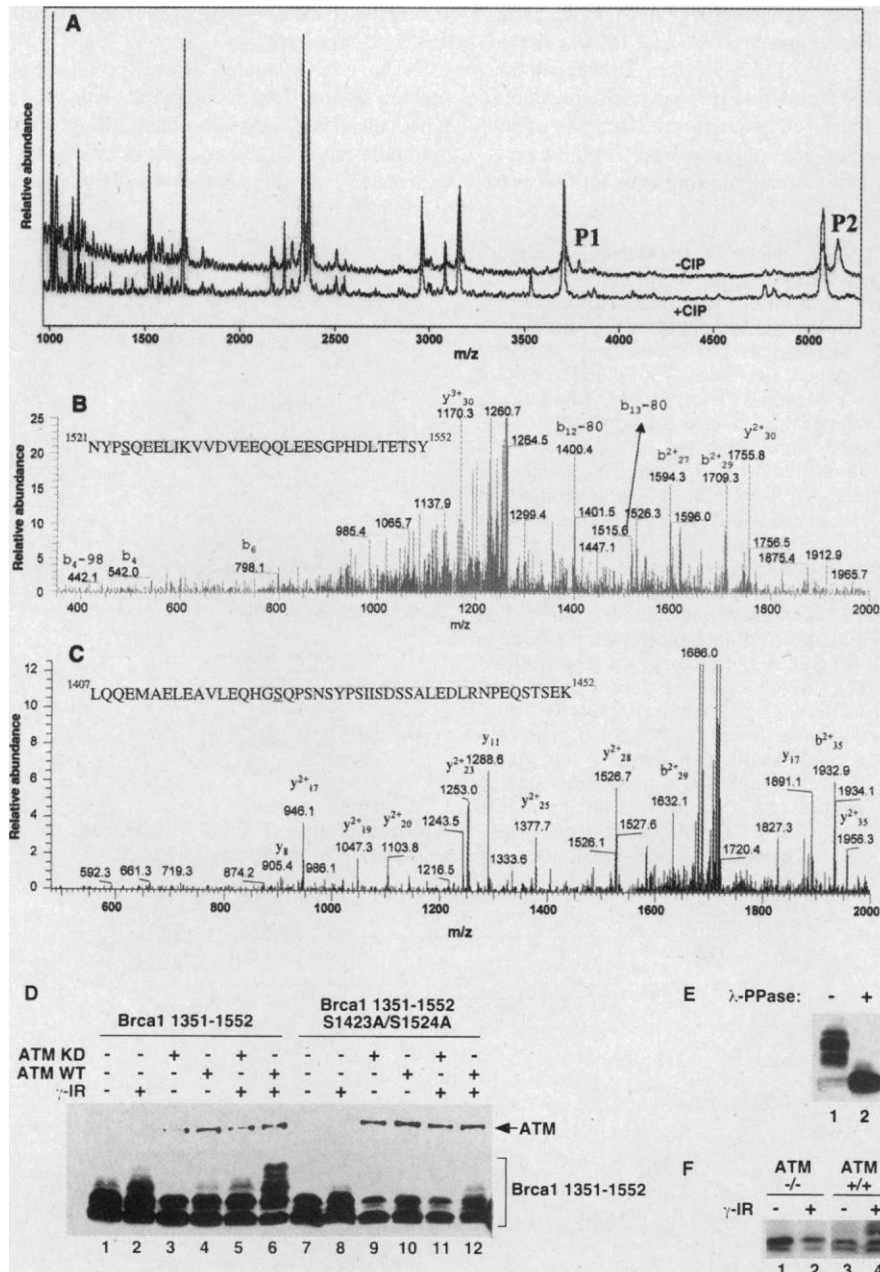 A
Relative abundance
P1
P2
-CIP
+CIP
1000 1500 2000 2500 3000 3500 4000 4500 5000
m/z
B
Relative abundance
25
20
15
10
5
0
1521NYPSQEELIKVVDVEEQQLEESGPHDLTETSY1552
y3+30
1170.3
1260.7
1264.5
b12-80
1400.4
b13-80
b2+27
1594.3
b2+29
1709.3
y2+30
1755.8
985.4
1065.7
1137.9
1299.4
1401.5
1447.1
1515.6
1526.3
1596.0
1756.5
1875.4
1912.9
1965.7
b4-98
442.1
b4
542.0
b6
798.1
400 600 800 1000 1200 1400 1600 1800 2000
m/z
C
Relative abundance
12
10
8
6
4
2
0
1407LQQEMAELEAVLEQHGSQPSNSYPSIISDSSALEDLRNPEQSTSEK1452
1686.0
y2+17
946.1
y8
905.4
986.1
y2+19
1047.3
y2+20
1103.8
y2+23
1253.0
1243.5
y11
1288.6
y2+25
1377.7
y2+28
1526.7
b2+29
1632.1
y17
1891.1
b2+35
1932.9
1934.1
y2+35
1956.3
592.3
661.3
719.3
874.2
1216.5
1333.6
1526.1
1527.6
1720.4
1827.3
600 800 1000 1200 1400 1600 1800 2000
m/z
D
Brca1 1351-1552
Brca1 1351-1552
S1423A/S1524A
ATM KD - - + - + - - - + - + -
ATM WT - - - + - + - - - + - +
γ-IR - + - - + + - + - - + +
ATM
Brca1 1351-1552
1 2 3 4 5 6 7 8 9 10 11 12
E
λ-PPase: - +
1 2
F
ATM -/-
ATM +/+
γ-IR - + - +
1 2 3 4